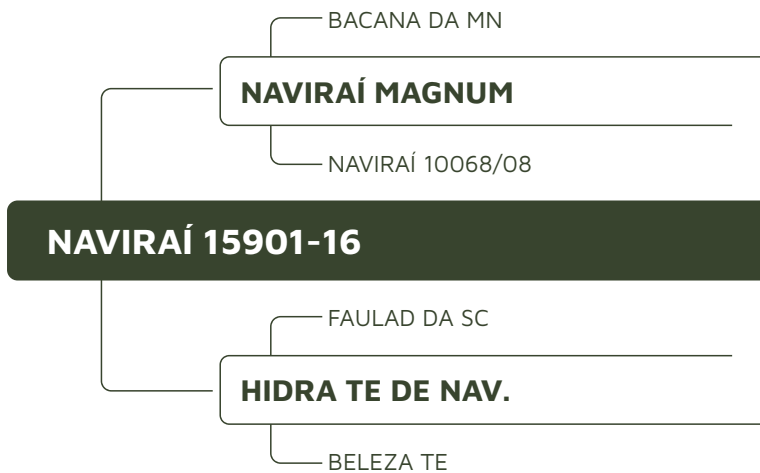 BACANA DA MN
NAVIRAÍ MAGNUM
NAVIRAÍ 10068/08
NAVIRAÍ 15901-16
FAULAD DA SC
HIDRA TE DE NAV.
BELEZA TE